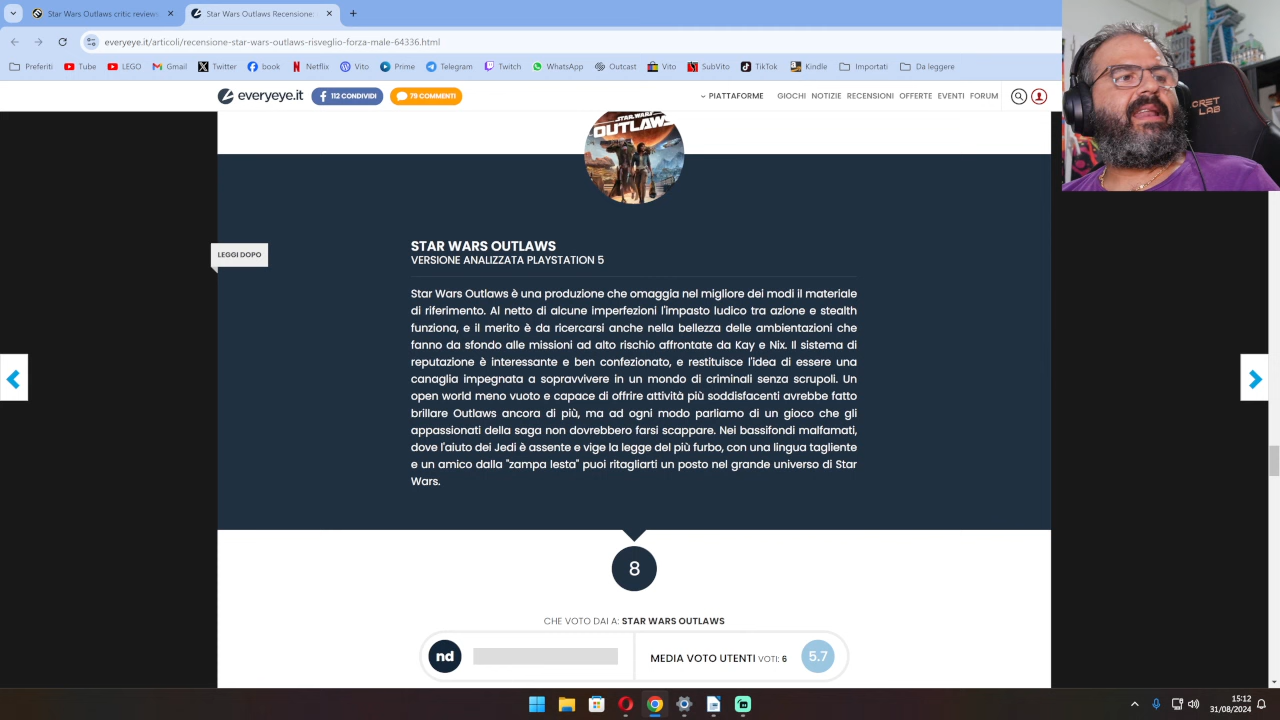 Star Wars Outlaws
Star Wars Outlaws Recensione:
everyeye.it/articoli/recensione-star-wars-outlaws-risveglio-forza-male-64336.html
Preferiti
Tube
LEGO
Gmail
Twitter
book
Netflix
Vito
Prime
Telegram
Twitch
WhatsApp
Outcast
Vito
SubVito
TikTok
Kindle
Importati
Da leggere
everyeye.it
112 CONDIVIDI
79 COMMENTI
PIATTAFORME
GIOCHI
NOTIZIE
RECENSIONI
OFFERTE
EVENTI
FORUM
STAR WARS
OUTLAWS
LEGGI DOPO
STAR WARS OUTLAWS
VERSIONE ANALIZZATA PLAYSTATION 5
Star Wars Outlaws è una produzione che omaggia nel migliore dei modi il materiale
di riferimento. Al netto di alcune imperfezioni l'impasto ludico tra azione e stealth
funziona, e il merito è da ricercarsi anche nella bellezza delle ambientazioni che
fanno da sfondo alle missioni ad alto rischio affrontate da Kay e Nix. Il sistema di
reputazione è interessante e ben confezionato, e restituisce l'idea di essere una
canaglia impegnata a sopravvivere in un mondo di criminali senza scrupoli. Un
open world meno vuoto e capace di offrire attività più soddisfacenti avrebbe fatto
brillare Outlaws ancora di più, ma ad ogni modo parliamo di un gioco che gli
appassionati della saga non dovrebbero farsi scappare. Nei bassifondi malfamati,
dove l'aiuto dei Jedi è assente e vige la legge del più furbo, con una lingua tagliente
e un amico dalla "zampa lesta" puoi ritagliarti un posto nel grande universo di Star
Wars.
8
CHE VOTO DAI A: STAR WARS OUTLAWS
nd
MEDIA VOTO UTENTI VOTI: 6
5.7
15:12
31/08/2024